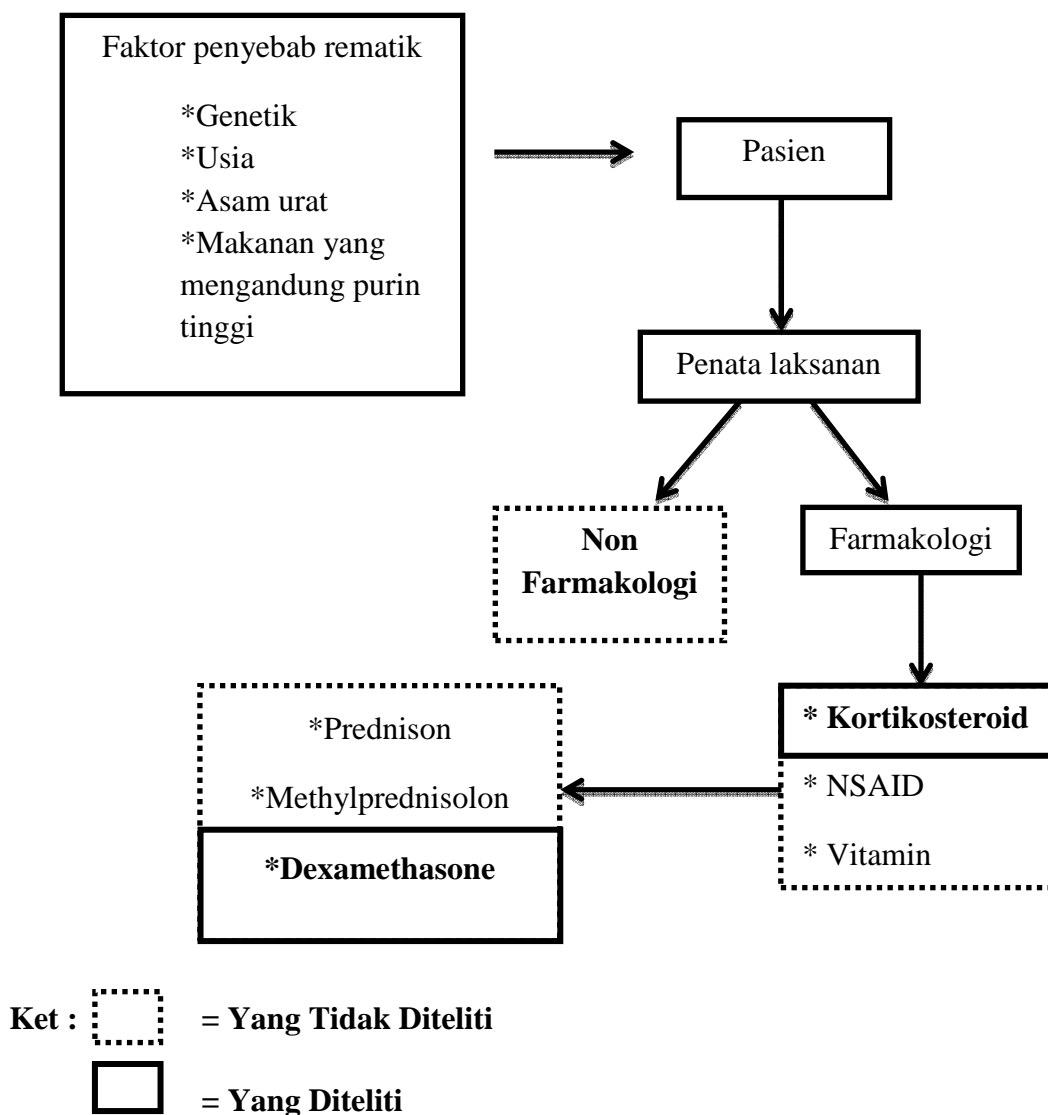 Faktor penyebab rematik
*Genetik
*Usia
*Asam urat
*Makanan yang
mengandung purin
tinggi
Pasien
Penata laksanan
Non
Farmakologi
Farmakologi
* Kortikosteroid
* NSAID
* Vitamin
*Prednison
*Methylprednisolon
*Dexamethasone
Ket :
= Yang Tidak Diteliti
= Yang Diteliti